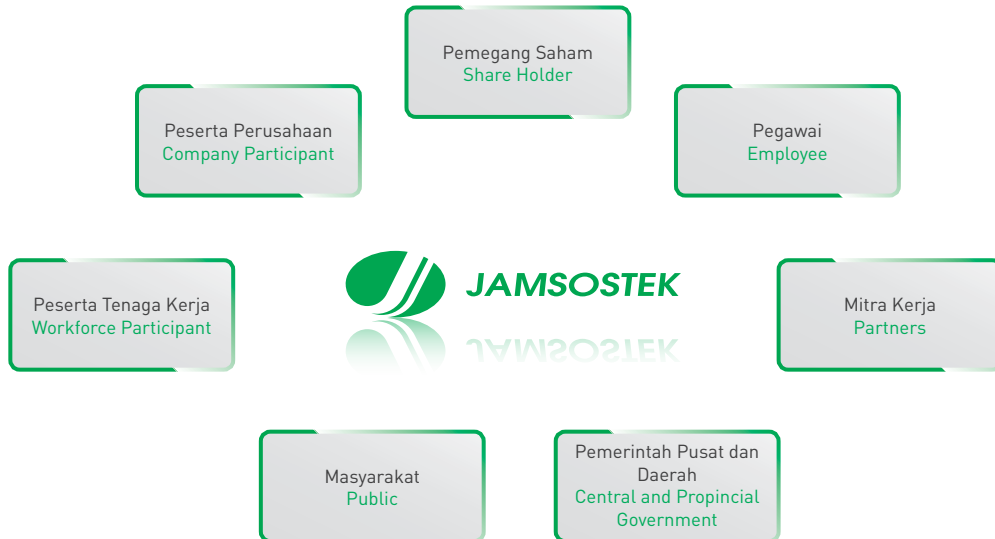 Pemegang Saham
Share Holder
Peserta Perusahaan
Company Participant
Pegawai
Employee
Peserta Tenaga Kerja
Workforce Participant
JAMSOSTEK
JAMSOSTEK
Mitra Kerja
Partners
Masyarakat
Public
Pemerintah Pusat dan
Daerah
Central and Propincial
Government